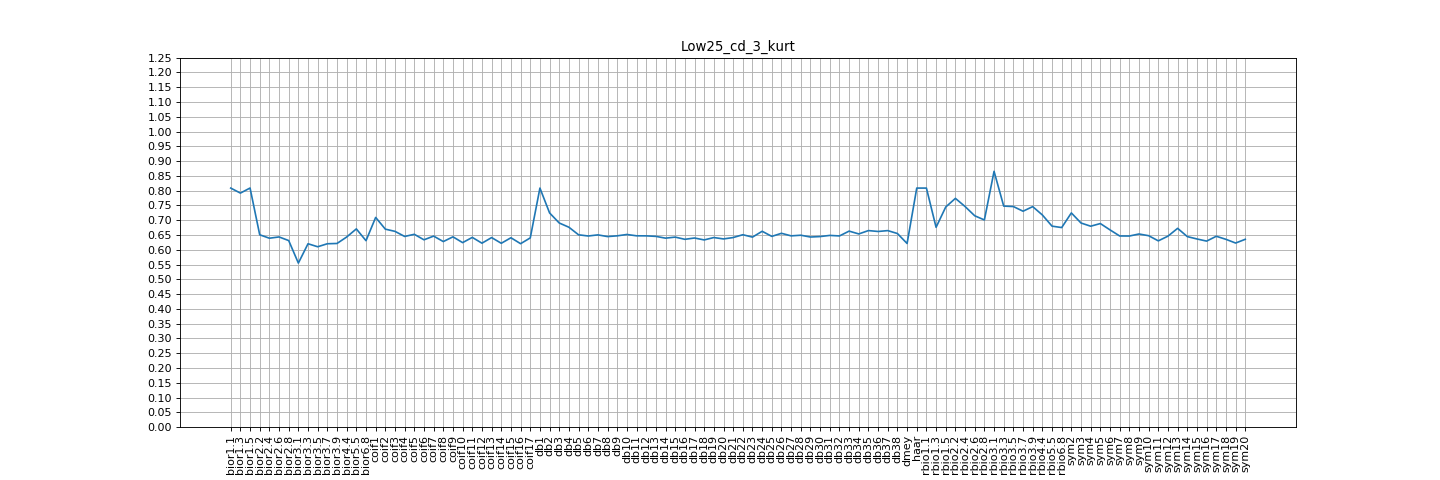 Low25_cd_3_kurt
1.25
1.20
1.15
1.10
1.05
1.00
0.95
0.90
0.85
0.80
0.75
0.70
0.65
0.60
0.55
0.50
0.45
0.40
0.35
0.30
0.25
0.20
0.15
0.10
0.05
0.00
bior1.1
bior1.3
bior1.5
bior2.2
bior2.4
bior2.6
bior2.8
bior3.1
bior3.3
bior3.5
bior3.7
bior3.9
bior4.4
bior5.5
bior6.8
coif1
coif2
coif3
coif4
coif5
coif6
coif7
coif8
coif9
coif10
coif11
coif12
coif13
coif14
coif15
coif16
coif17
db1
db2
db3
db4
db5
db6
db7
db8
db9
db10
db11
db12
db13
db14
db15
db16
db17
db18
db19
db20
db21
db22
db23
db24
db25
db26
db27
db28
db29
db30
db31
db32
db33
db34
db35
db36
db37
db38
dmey
haar
rbio1.1
rbio1.3
rbio1.5
rbio2.2
rbio2.4
rbio2.6
rbio2.8
rbio3.1
rbio3.3
rbio3.5
rbio3.7
rbio3.9
rbio4.4
rbio5.5
rbio6.8
sym2
sym3
sym4
sym5
sym6
sym7
sym8
sym9
sym10
sym11
sym12
sym13
sym14
sym15
sym16
sym17
sym18
sym19
sym20